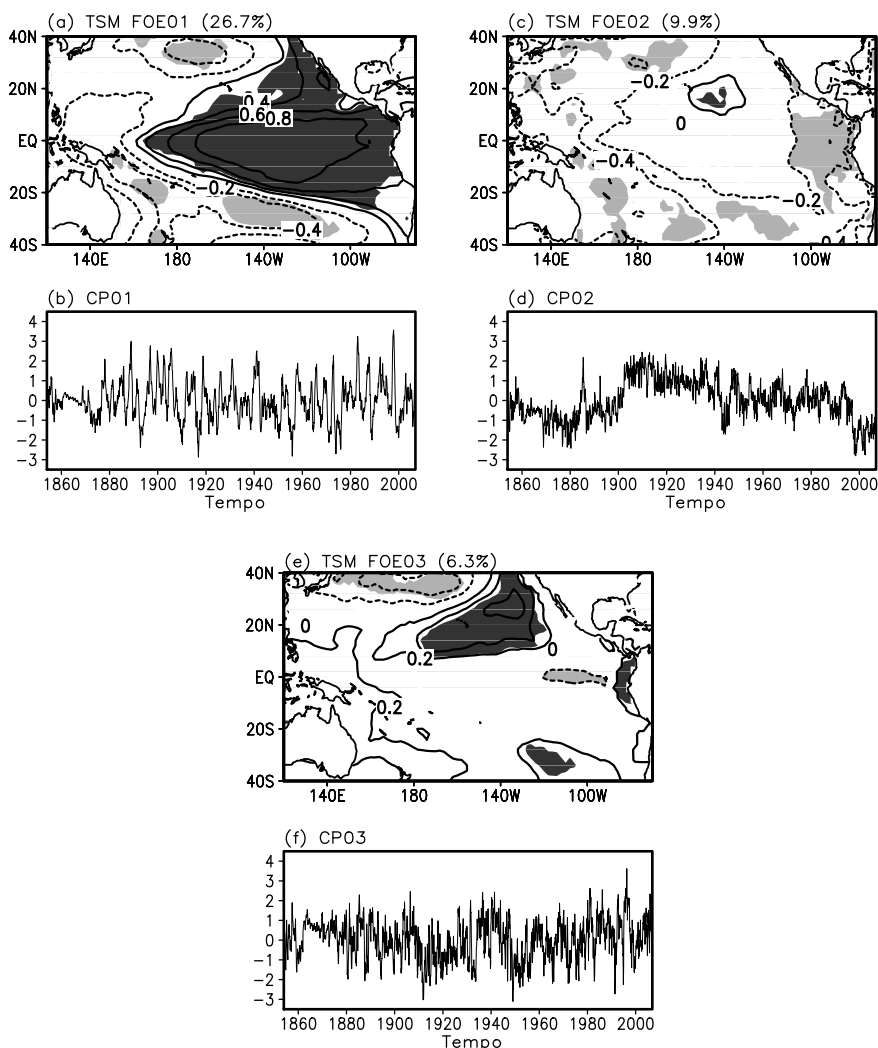 (a) TSM FOE01 (26.7%)
40N
20N
EQ
20S
40S
0.4
0.6
0.8
−0.2
−0.4
140E 180 140W 100W
(c) TSM FOE02 (9.9%)
40N
20N
EQ
20S
40S
−0.2
0
−0.4
−0.2
0
140E 180 140W 100W
(b) CP01
4
3
2
1
0
−1
−2
−3
1860 1880 1900 1920 1940 1960 1980 2000
Tempo
(d) CP02
4
3
2
1
0
−1
−2
−3
1860 1880 1900 1920 1940 1960 1980 2000
Tempo
(e) TSM FOE03 (6.3%)
40N
20N
EQ
20S
40S
0
0.2
0
0.2
140E 180 140W 100W
(f) CP03
4
3
2
1
0
−1
−2
−3
1860 1880 1900 1920 1940 1960 1980 2000
Tempo